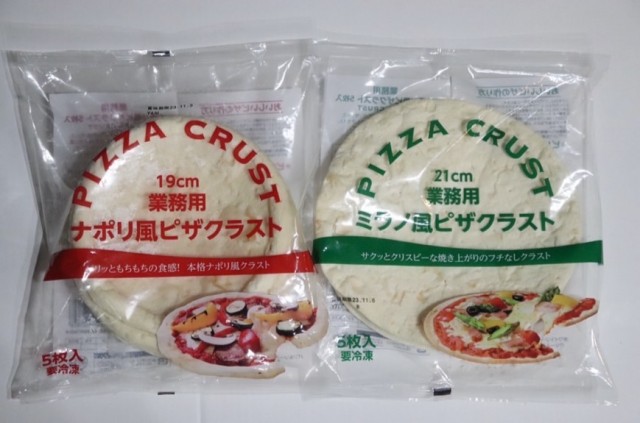 PIZZA CRUST
19cm
業務用
ナポリ風ピザクラスト
リッともちもちの食感! 本格ナポリ風クラスト
5枚入
要冷凍
PIZZA CRUST
21cm
業務用
ミラノ風ピザクラスト
サクッとクリスピーな焼き上がりのフチなしクラスト
5枚入
要冷凍